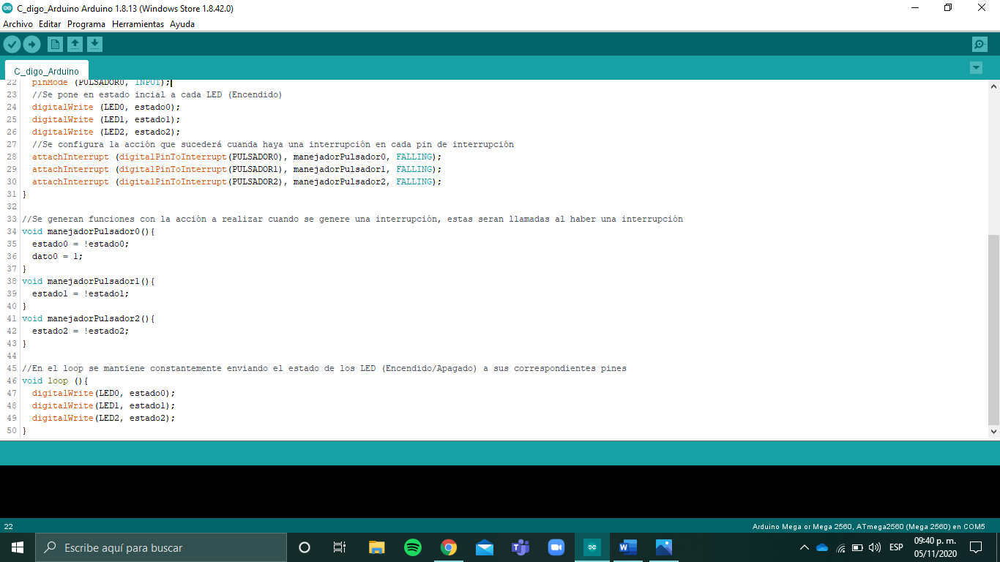 C_digo_Arduino Arduino 1.8.13 (Windows Store 1.8.42.0)
Archivo Editar Programa Herramientas Ayuda
C_digo_Arduino
22 pinMode (PULSADOR0, INPUT);
23 //Se pone en estado incial a cada LED (Encendido)
24 digitalWrite (LED0, estado0);
25 digitalWrite (LED1, estado1);
26 digitalWrite (LED2, estado2);
27 //Se configura la acción que sucederá cuanda haya una interrupción en cada pin de interrupción
28 attachInterrupt (digitalPinToInterrupt(PULSADOR0), manejadorPulsador0, FALLING);
29 attachInterrupt (digitalPinToInterrupt(PULSADOR1), manejadorPulsador1, FALLING);
30 attachInterrupt (digitalPinToInterrupt(PULSADOR2), manejadorPulsador2, FALLING);
31 }
32
33 //Se generan funciones con la acción a realizar cuando se genere una interrupción, estas seran llamadas al haber una interrupción
34 void manejadorPulsador0(){
35 estado0 = !estado0;
36 dato0 = 1;
37 }
38 void manejadorPulsador1(){
39 estado1 = !estado1;
40 }
41 void manejadorPulsador2(){
42 estado2 = !estado2;
43 }
44
45 //En el loop se mantiene constantemente enviando el estado de los LED (Encendido/Apagado) a sus correspondientes pines
46 void loop (){
47 digitalWrite(LED0, estado0);
48 digitalWrite(LED1, estado1);
49 digitalWrite(LED2, estado2);
50 }
22 Arduino Mega or Mega 2560, ATmega2560 (Mega 2560) en COM5
Escribe aquí para buscar
ESP
09:40 p. m.
05/11/2020